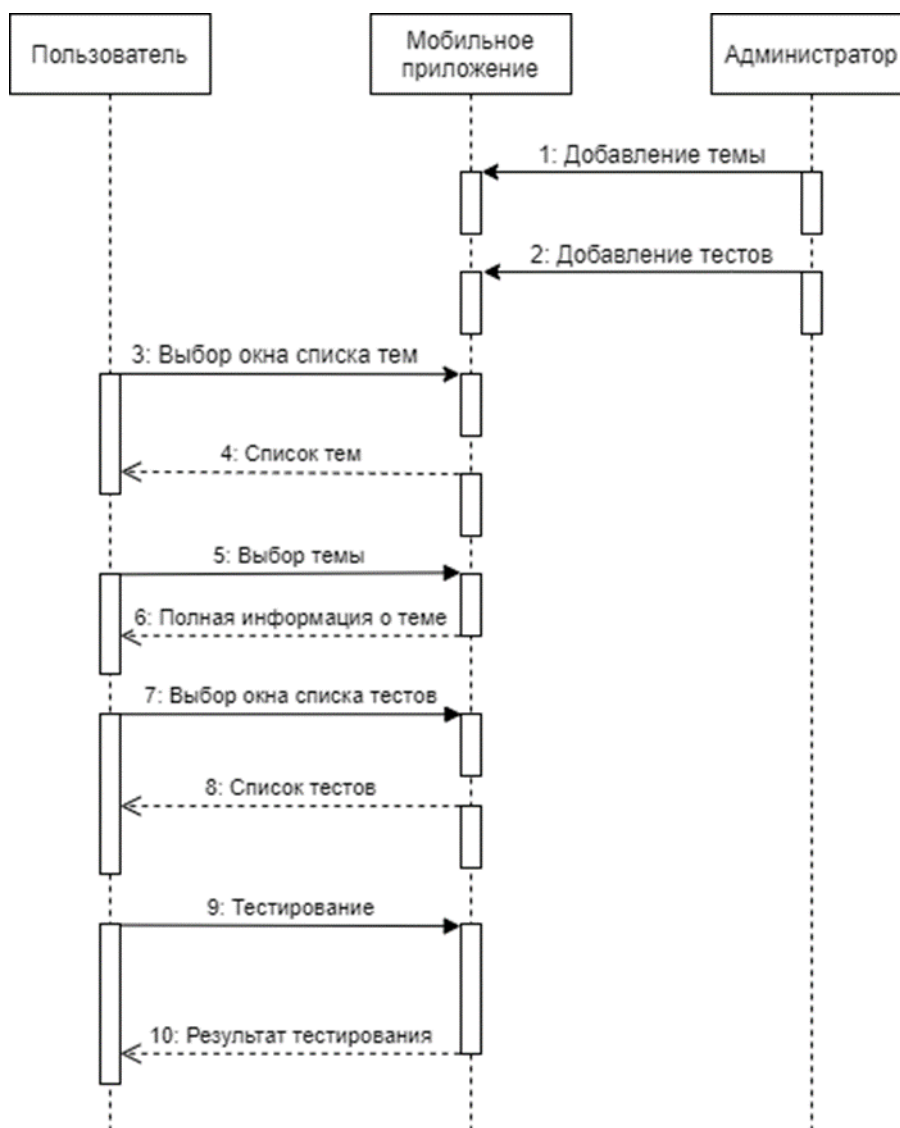 Пользователь
Мобильное
приложение
Администратор
1: Добавление темы
2: Добавление тестов
3: Выбор окна списка тем
4: Список тем
5: Выбор темы
6: Полная информация о теме
7: Выбор окна списка тестов
8: Список тестов
9: Тестирование
10: Результат тестирования